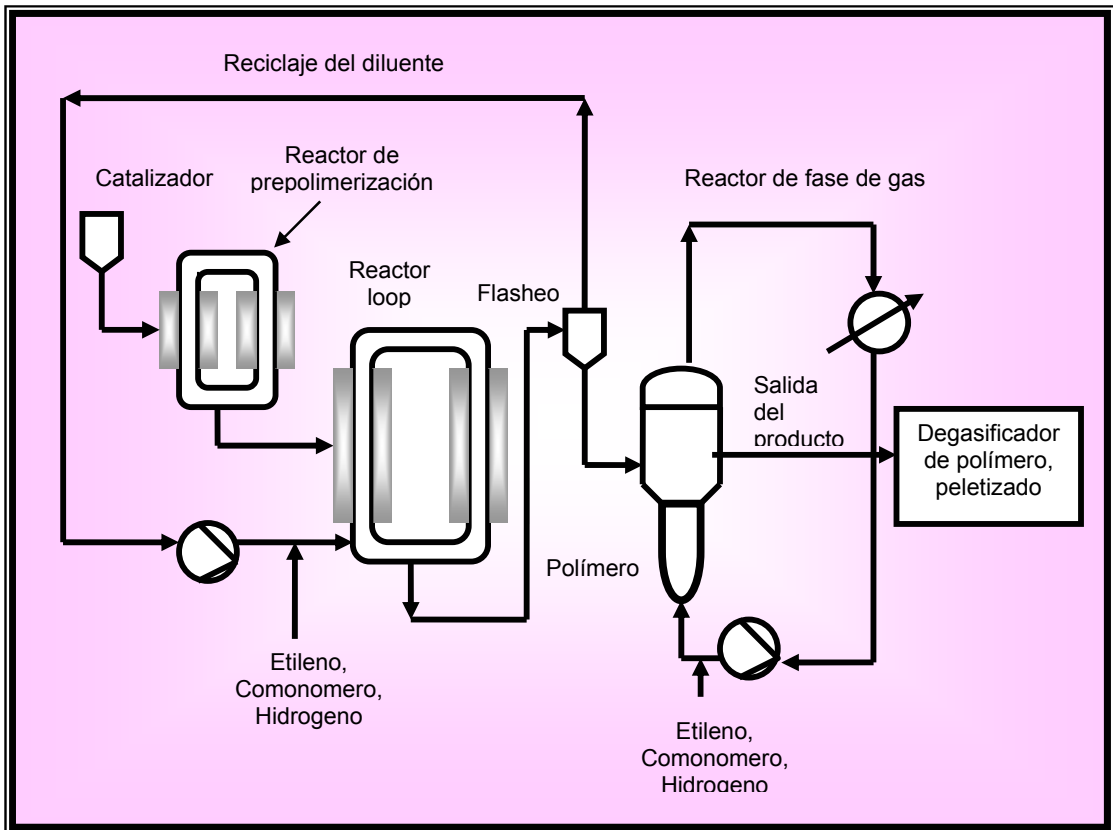 Reciclaje del diluente
Catalizador
Reactor de
prepolimerización
Reactor de fase de gas
Reactor
loop
Flasheo
Salida
del
producto
Degasificador
de polímero,
peletizado
Polímero
Etileno,
Comonomero,
Hidrogeno
Etileno,
Comonomero,
Hidrogeno